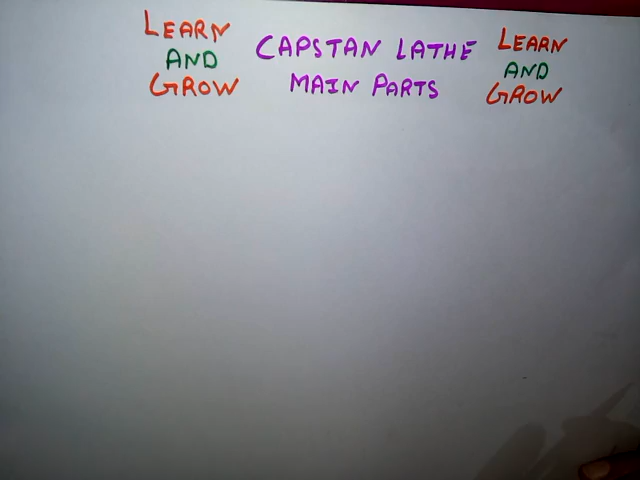 LEARN
AND
GROW
CAPSTAN LATHE
MAIN PARTS
LEARN
AND
GROW